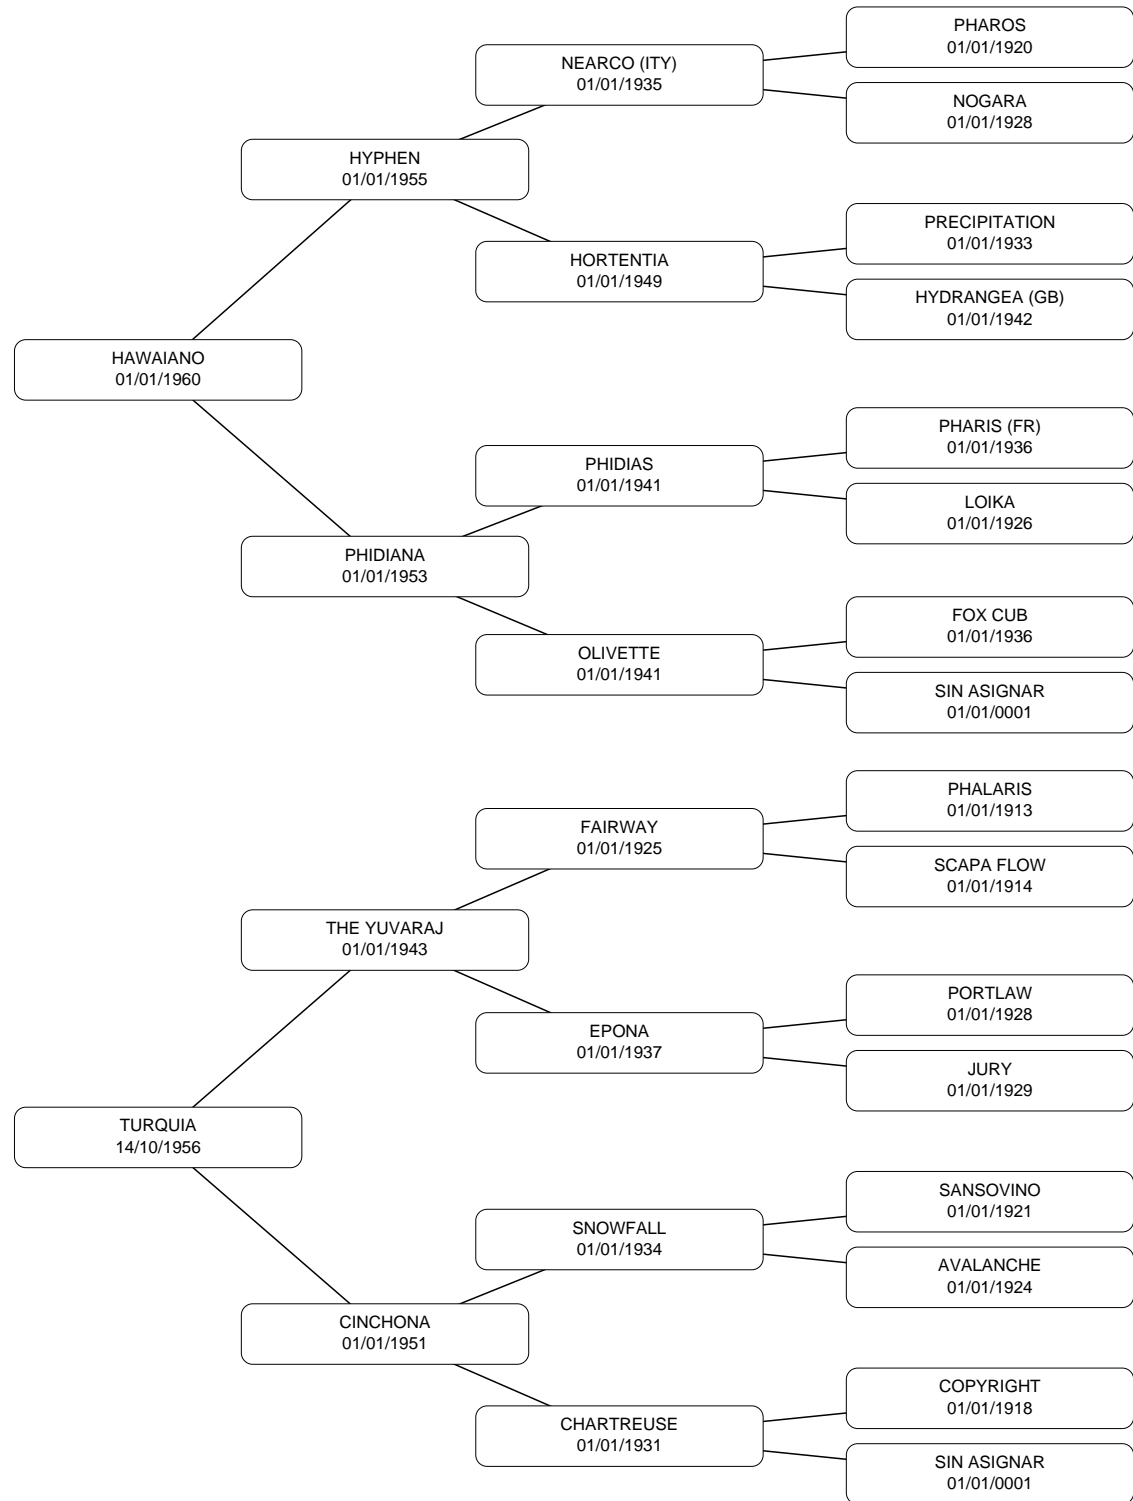 PHAROS
01/01/1920
NEARCO (ITY)
01/01/1935
NOGARA
01/01/1928
HYPHEN
01/01/1955
PRECIPITATION
01/01/1933
HORTENTIA
01/01/1949
HYDRANGEA (GB)
01/01/1942
HAWAIANO
01/01/1960
PHARIS (FR)
01/01/1936
PHIDIAS
01/01/1941
LOIKA
01/01/1926
PHIDIANA
01/01/1953
FOX CUB
01/01/1936
OLIVETTE
01/01/1941
SIN ASIGNAR
01/01/0001
PHALARIS
01/01/1913
FAIRWAY
01/01/1925
SCAPA FLOW
01/01/1914
THE YUVARAJ
01/01/1943
PORTLAW
01/01/1928
EPONA
01/01/1937
JURY
01/01/1929
TURQUIA
14/10/1956
SANSOVINO
01/01/1921
SNOWFALL
01/01/1934
AVALANCHE
01/01/1924
CINCHONA
01/01/1951
COPYRIGHT
01/01/1918
CHARTREUSE
01/01/1931
SIN ASIGNAR
01/01/0001